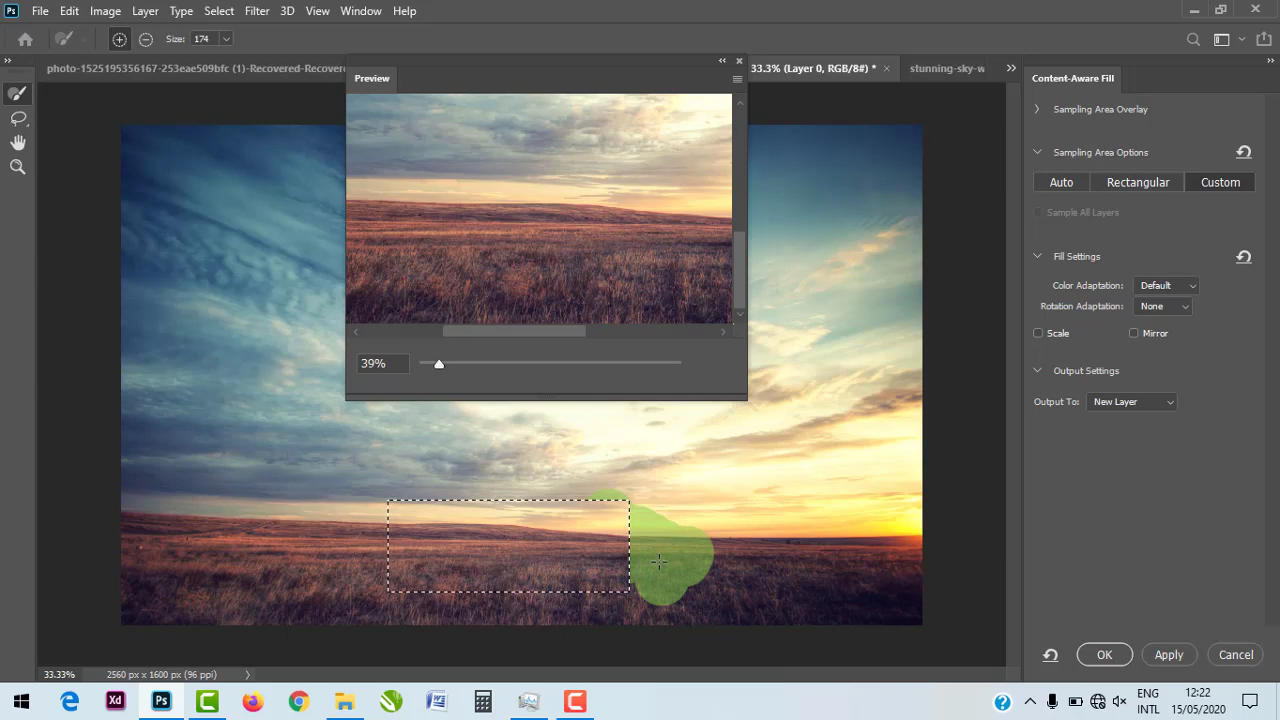 Ps File Edit Image Layer Type Select Filter 3D View Window Help
Size: 174
photo-1525195356167-253eae509bfc (1)-Recovered-Recover
33.3% (Layer 0, RGB/8#) *
stunning-sky-w
Preview
39%
Content-Aware Fill
Sampling Area Overlay
Sampling Area Options
Auto Rectangular Custom
Sample All Layers
Fill Settings
Color Adaptation: Default
Rotation Adaptation: None
Scale Mirror
Output Settings
Output To: New Layer
OK Apply Cancel
33.33% 2560 px x 1600 px (96 ppi)
Xd Ps
ENG
INTL
12:22
15/05/2020